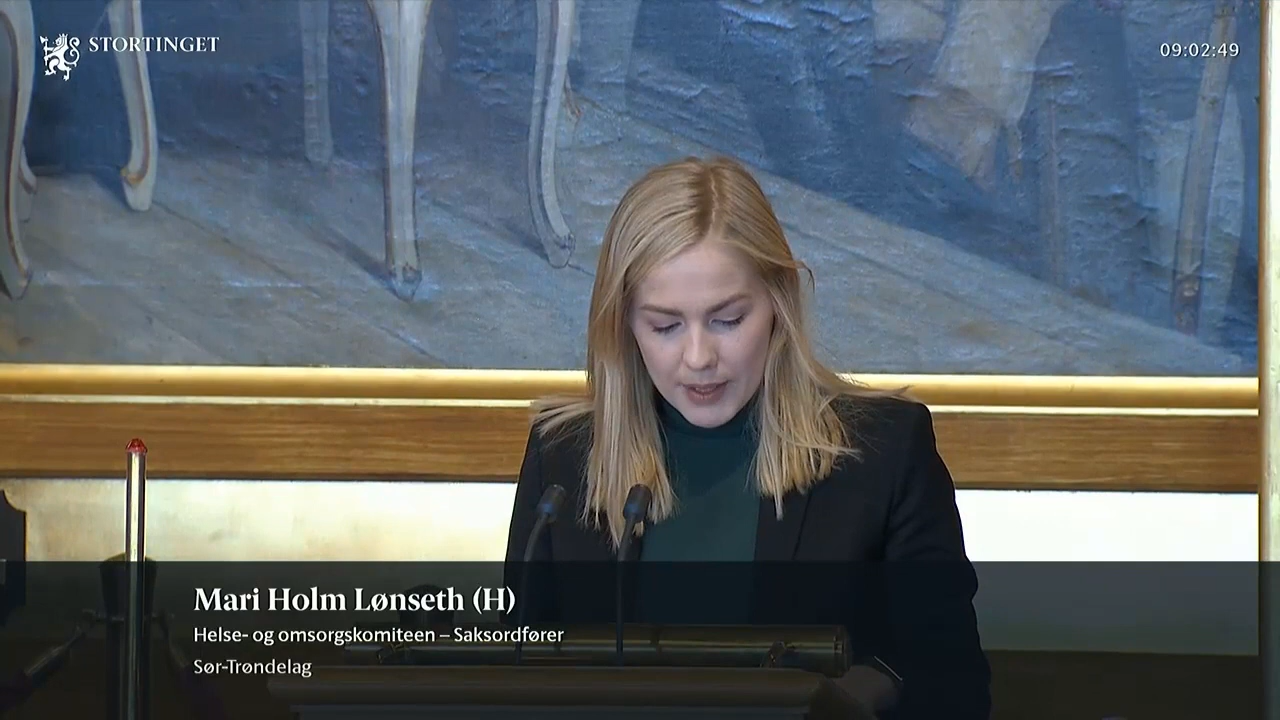 STORTINGET
09:02:49
Mari Holm Lønseth (H)
Helse- og omsorgskomiteen – Saksordfører
Sør-Trøndelag